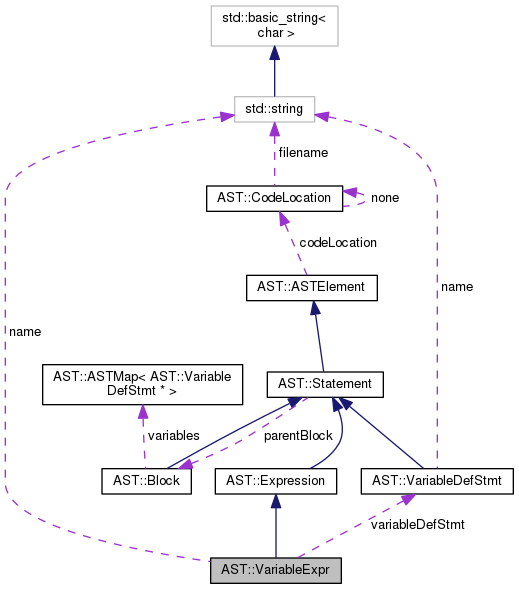 std::basic_string<
char >
std::string
filename
AST::CodeLocation
none
codeLocation
AST::ASTElement
name
name
AST::ASTMap< AST::Variable
DefStmt * >
AST::Statement
variables
parentBlock
AST::Block
AST::Expression
AST::VariableDefStmt
variableDefStmt
AST::VariableExpr